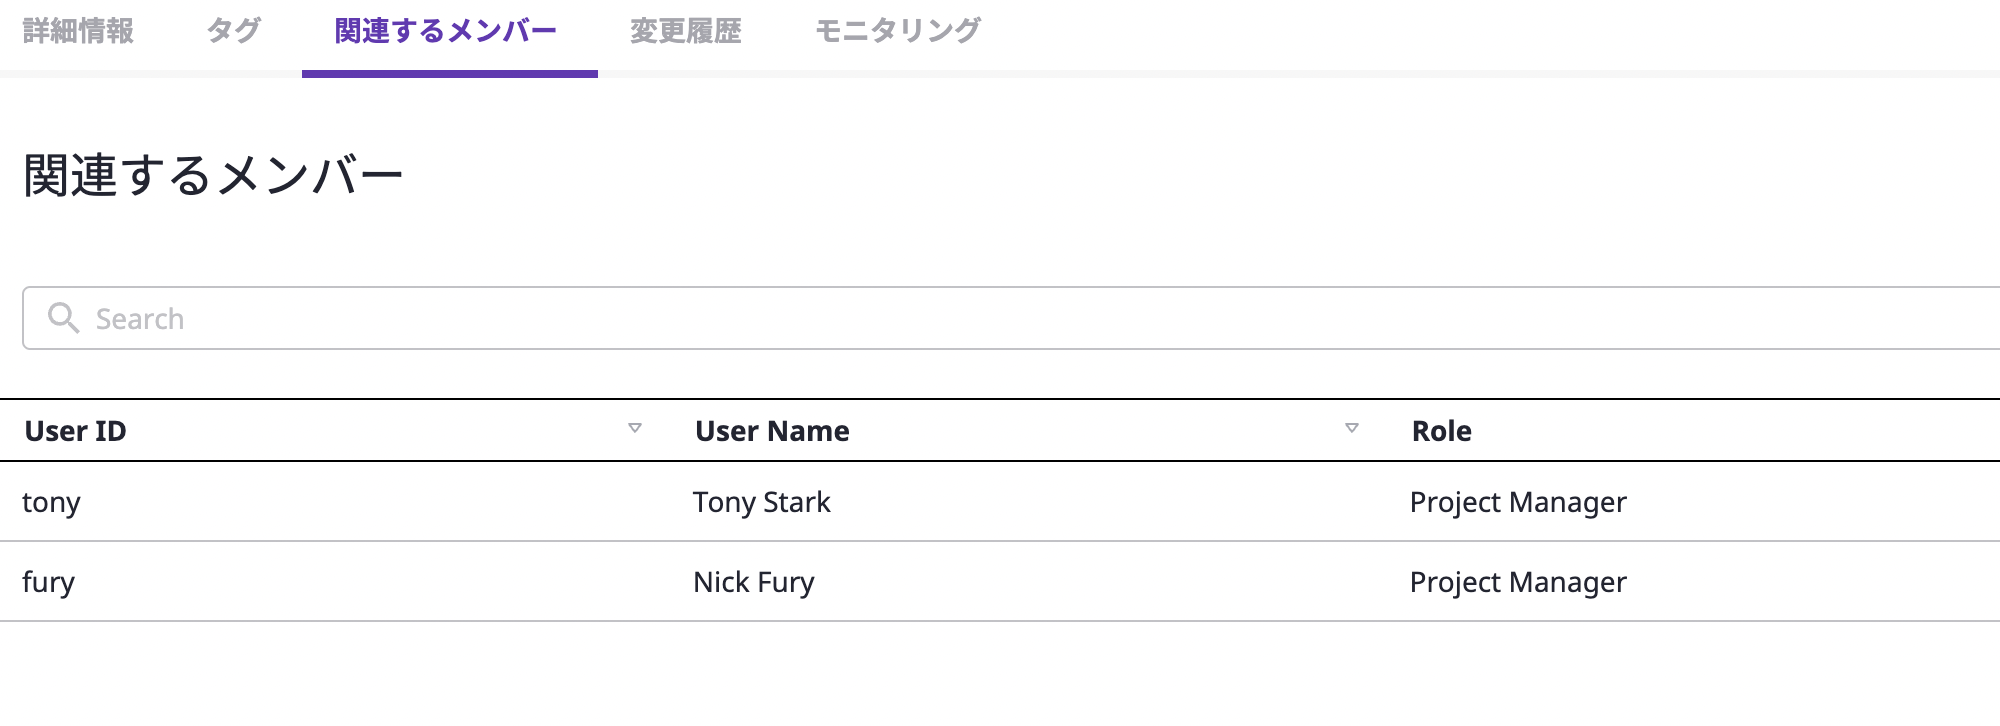 詳細情報 タグ 関連するメンバー 変更履歴 モニタリング
関連するメンバー
Search
User ID User Name Role
tony Tony Stark Project Manager
fury Nick Fury Project Manager